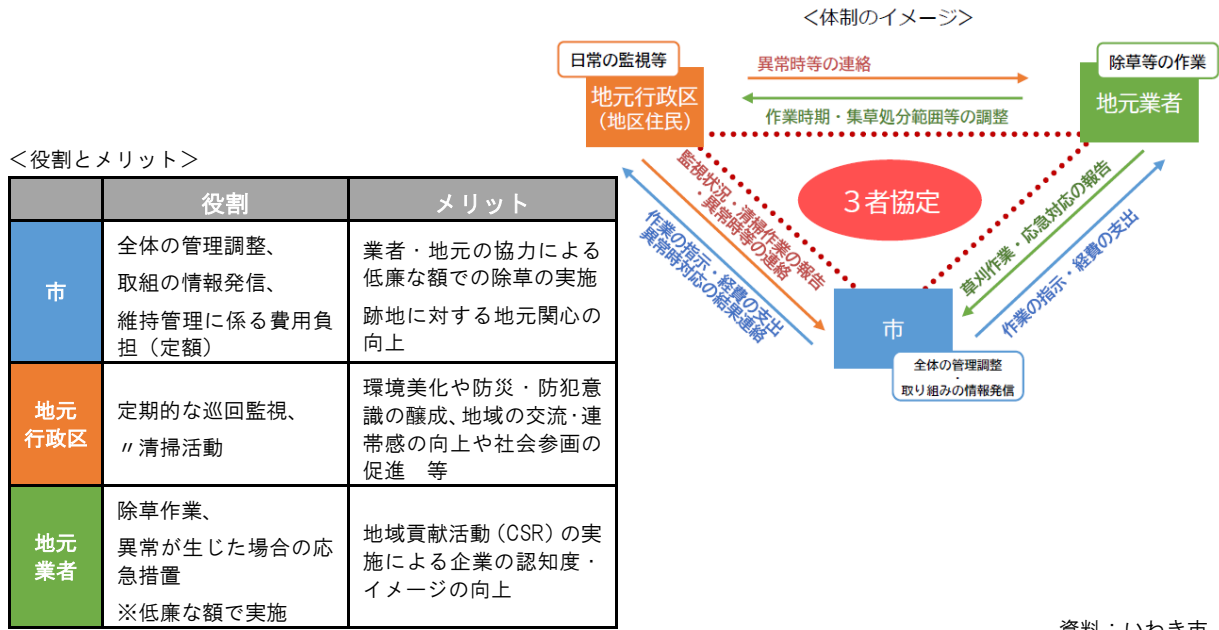 ＜体制のイメージ＞
日常の監視等
地元行政区
（地区住民）
異常時等の連絡
作業時期・集草処分範囲等の調整
除草等の作業
地元業者
３者協定
監視状況・清掃作業の報告
・異常時等の連絡
作業の指示・経費の支出
異常時対応の結果連絡
草刈作業・応急対応の報告
作業の指示・経費の支出
市
全体の管理調整
・
取り組みの情報発信
＜役割とメリット＞
役割
メリット
市
全体の管理調整、
取組の情報発信、
維持管理に係る費用負
担（定額）
業者・地元の協力による
低廉な額での除草の実施
跡地に対する地元関心の
向上
地元
行政区
定期的な巡回監視、
〃清掃活動
環境美化や防災・防犯意
識の醸成、地域の交流・連
帯感の向上や社会参画の
促進　等
地元
業者
除草作業、
異常が生じた場合の応
急措置
※低廉な額で実施
地域貢献活動（CSR）の実
施による企業の認知度・
イメージの向上
資料：いわき市